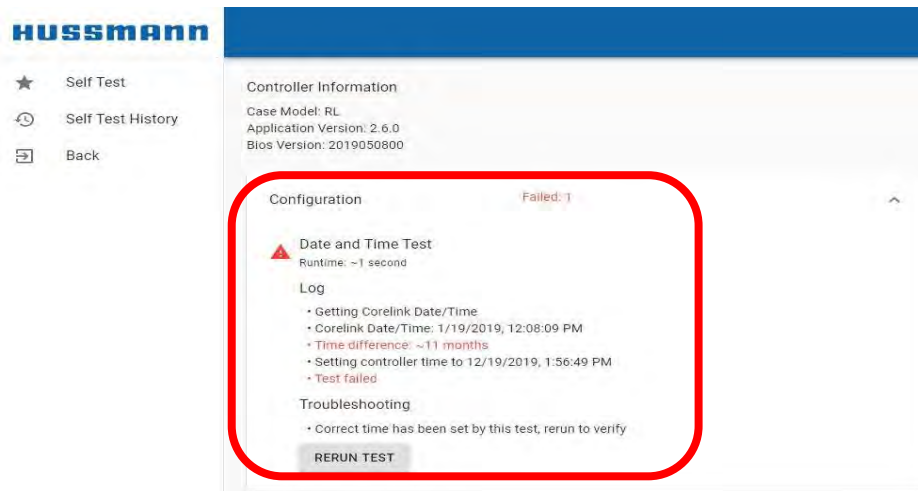 HUSSMANN
Self Test
Self Test History
Back
Controller Information
Case Model: RL
Application Version: 2.6.0
Bios Version: 2019050800
Configuration
Failed: 1
Date and Time Test
Runtime: ~1 second
Log
• Getting Corelink Date/Time
• Corelink Date/Time: 1/19/2019, 12:08:09 PM
• Time difference: ~11 months
• Setting controller time to 12/19/2019, 1:56:49 PM
• Test failed
Troubleshooting
• Correct time has been set by this test, rerun to verify
RERUN TEST